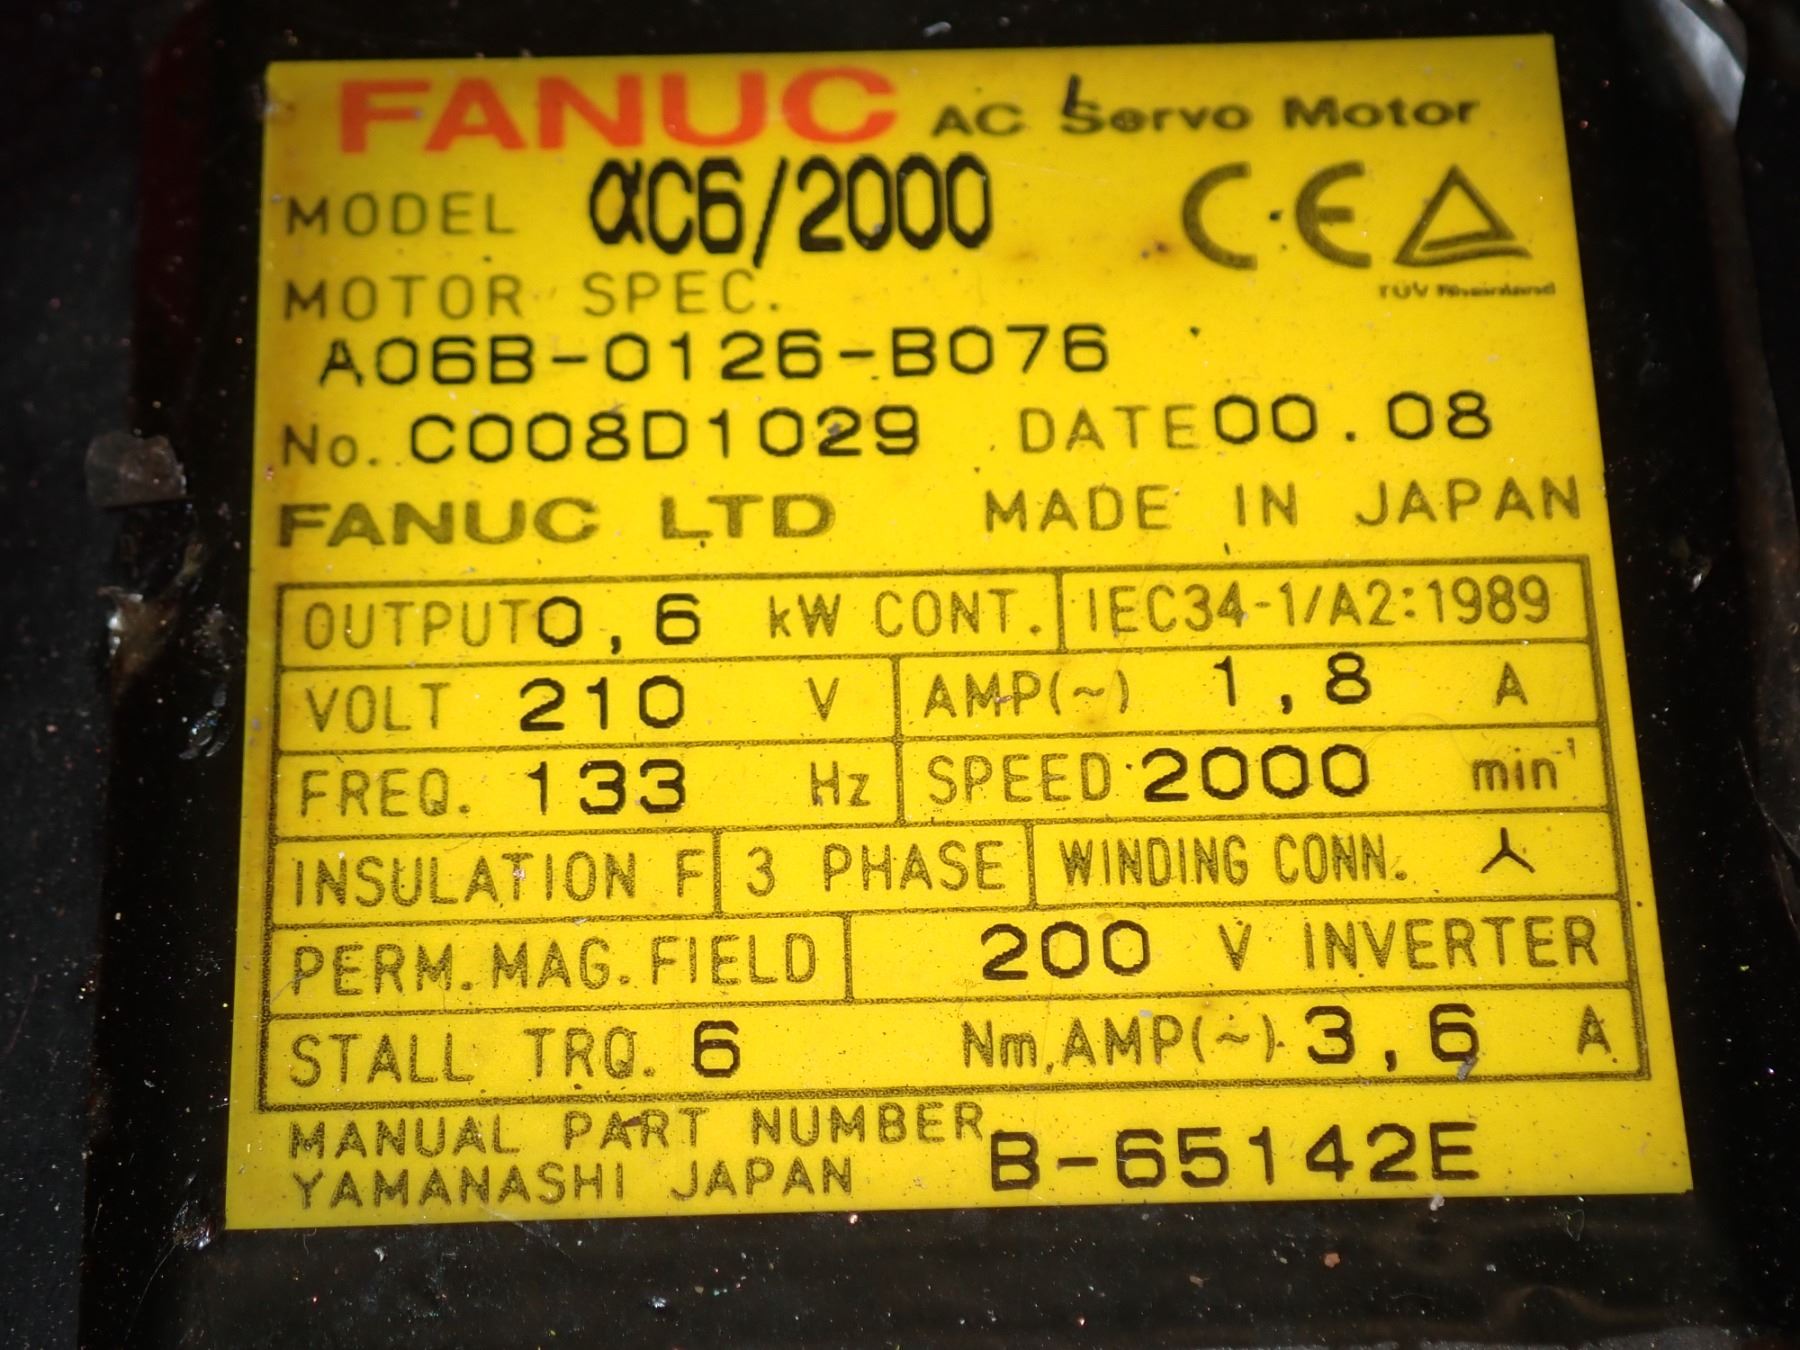 FANUC AC Servo Motor
MODEL αC6/2000 CE
MOTOR SPEC.
A06B-0126-B076
No. C008D1029 DATE 00.08
TÜV Rheinland
FANUC LTD MADE IN JAPAN
OUTPUT 0,6 kW CONT. IEC34-1/A2:1989
VOLT 210 V AMP(~) 1,8 A
FREQ. 133 Hz SPEED 2000 min⁻¹
INSULATION F 3 PHASE WINDING CONN.
PERM.MAG.FIELD 200 V INVERTER
STALL TRQ. 6 Nm,AMP(~) 3,6 A
MANUAL PART NUMBER B-65142E
YAMANASHI JAPAN